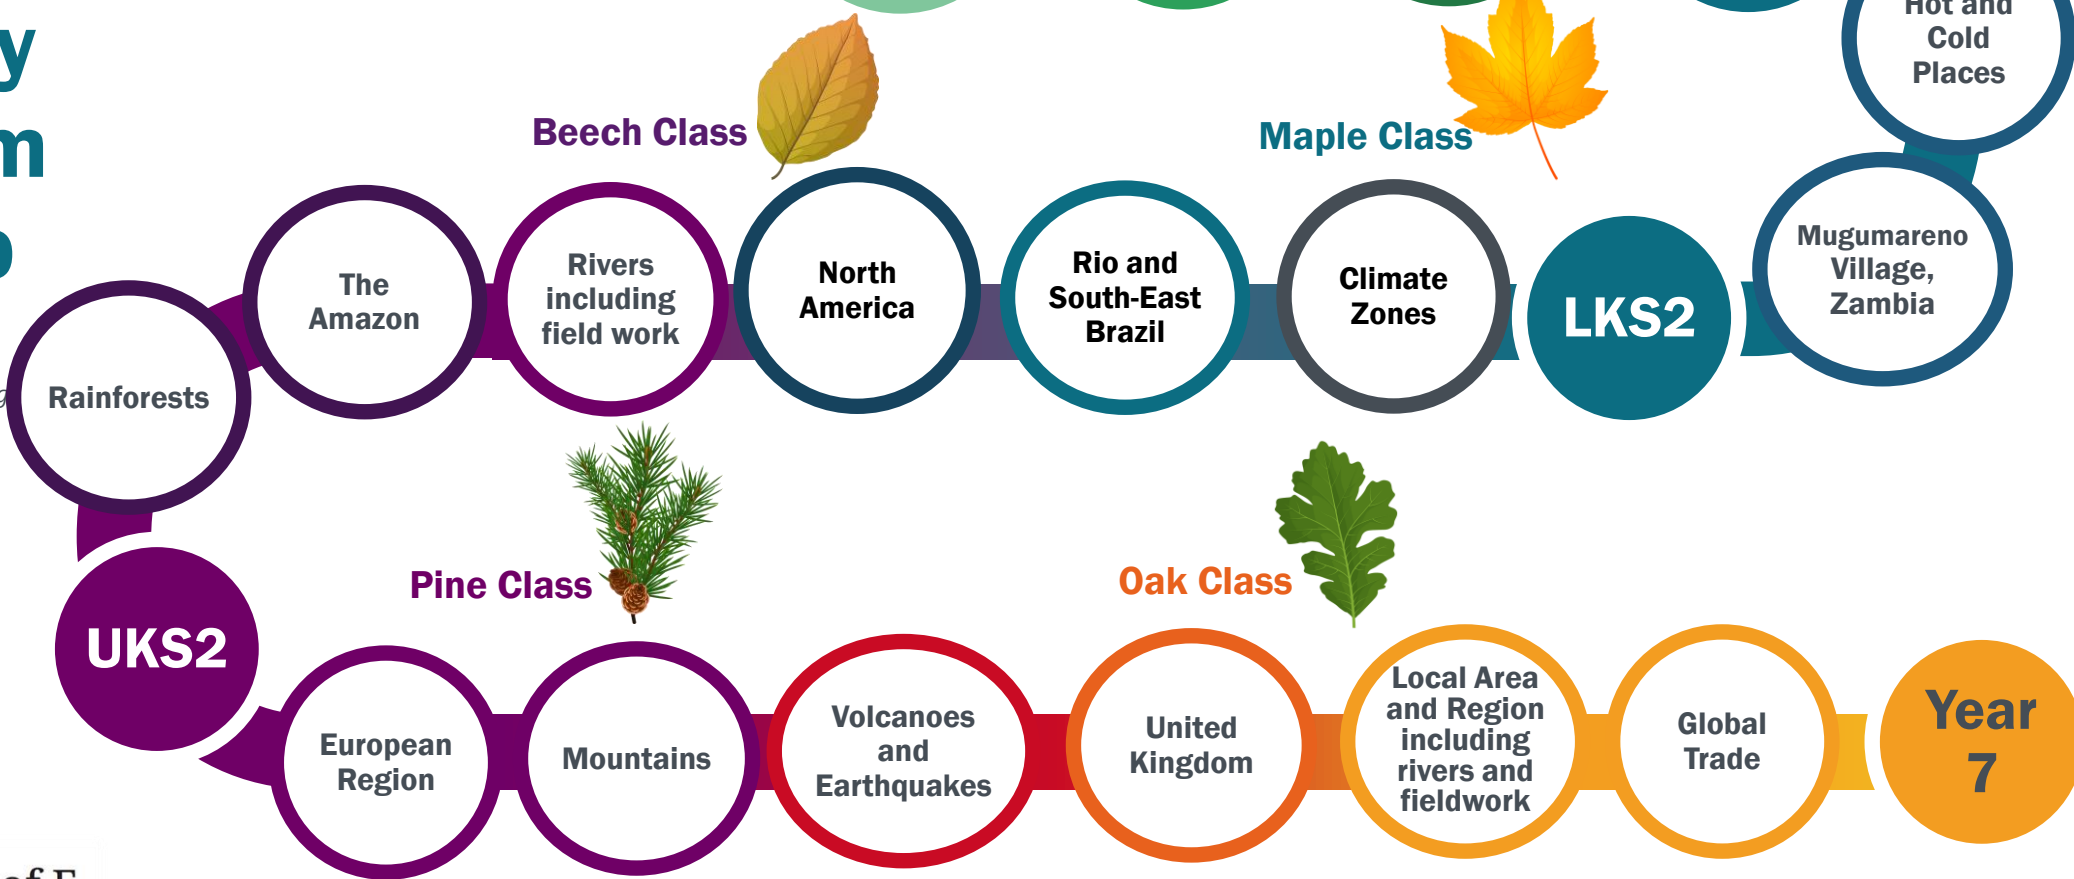 Hot and
Cold
Places
Beech Class
Maple Class
Mugumareno
Village,
Zambia
LKS2
Climate
Zones
Rio and
South-East
Brazil
North
America
Rivers
including
field work
The
Amazon
Rainforests
Pine Class
Oak Class
UKS2
European
Region
Mountains
Volcanoes
and
Earthquakes
United
Kingdom
Local Area
and Region
including
rivers and
fieldwork
Global
Trade
Year
7